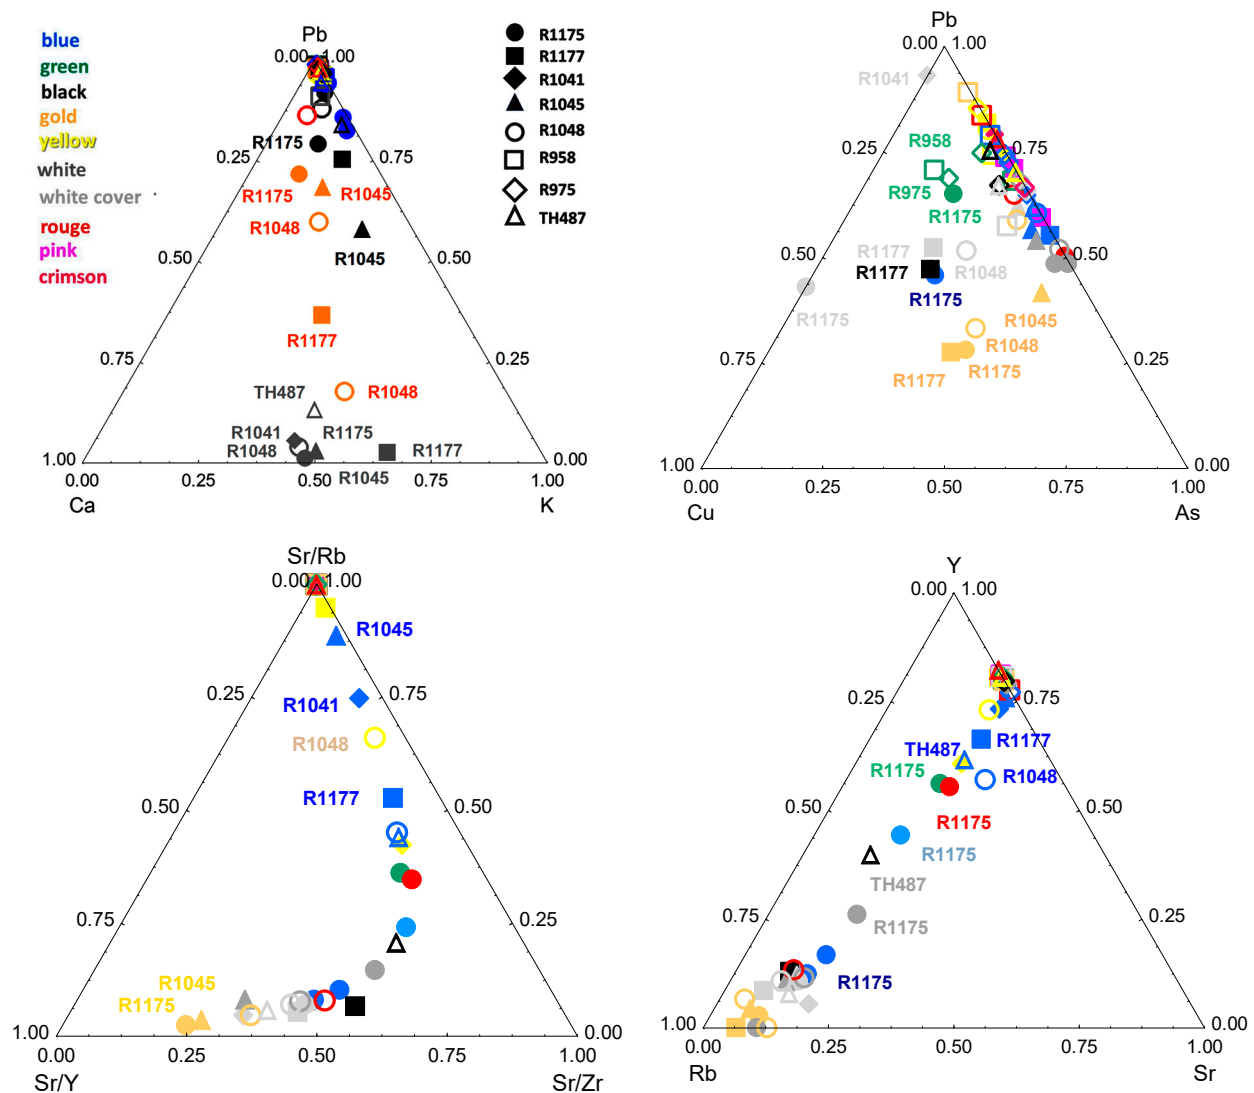 Pb
0.00 1.00
blue
green
black
gold
yellow
white
white cover
rouge
pink
crimson
R1175
R1177
R1041
R1045
R1048
R958
R975
TH487
R1175
0.25
0.75
R1175
R1045
R1048
R1045
0.50
0.50
R1177
0.75
0.25
TH487
R1048
R1041
R1175
R1048
R1177
1.00
0.00
R1045
0.00
0.25
0.50
0.75
1.00
Ca
K
Pb
0.00 1.00
R1041
0.25
0.75
R958
R975
R1175
R1177
R1048
0.50
0.50
R1177
R1175
R1175
R1045
R1048
R1175
R1177
0.75
0.25
1.00
0.00
0.00
0.25
0.50
0.75
1.00
Cu
As
Sr/Rb
0.00 1.00
R1045
0.25
0.75
R1041
R1048
R1177
0.50
0.50
0.75
0.25
R1045
R1175
1.00
0.00
0.00
0.25
0.50
0.75
1.00
Sr/Y
Sr/Zr
Y
0.00 1.00
0.25
0.75
R1177
TH487
R1175
R1048
0.50
0.50
R1175
R1175
TH487
R1175
0.75
0.25
R1175
1.00
0.00
0.00
0.25
0.50
0.75
1.00
Rb
Sr